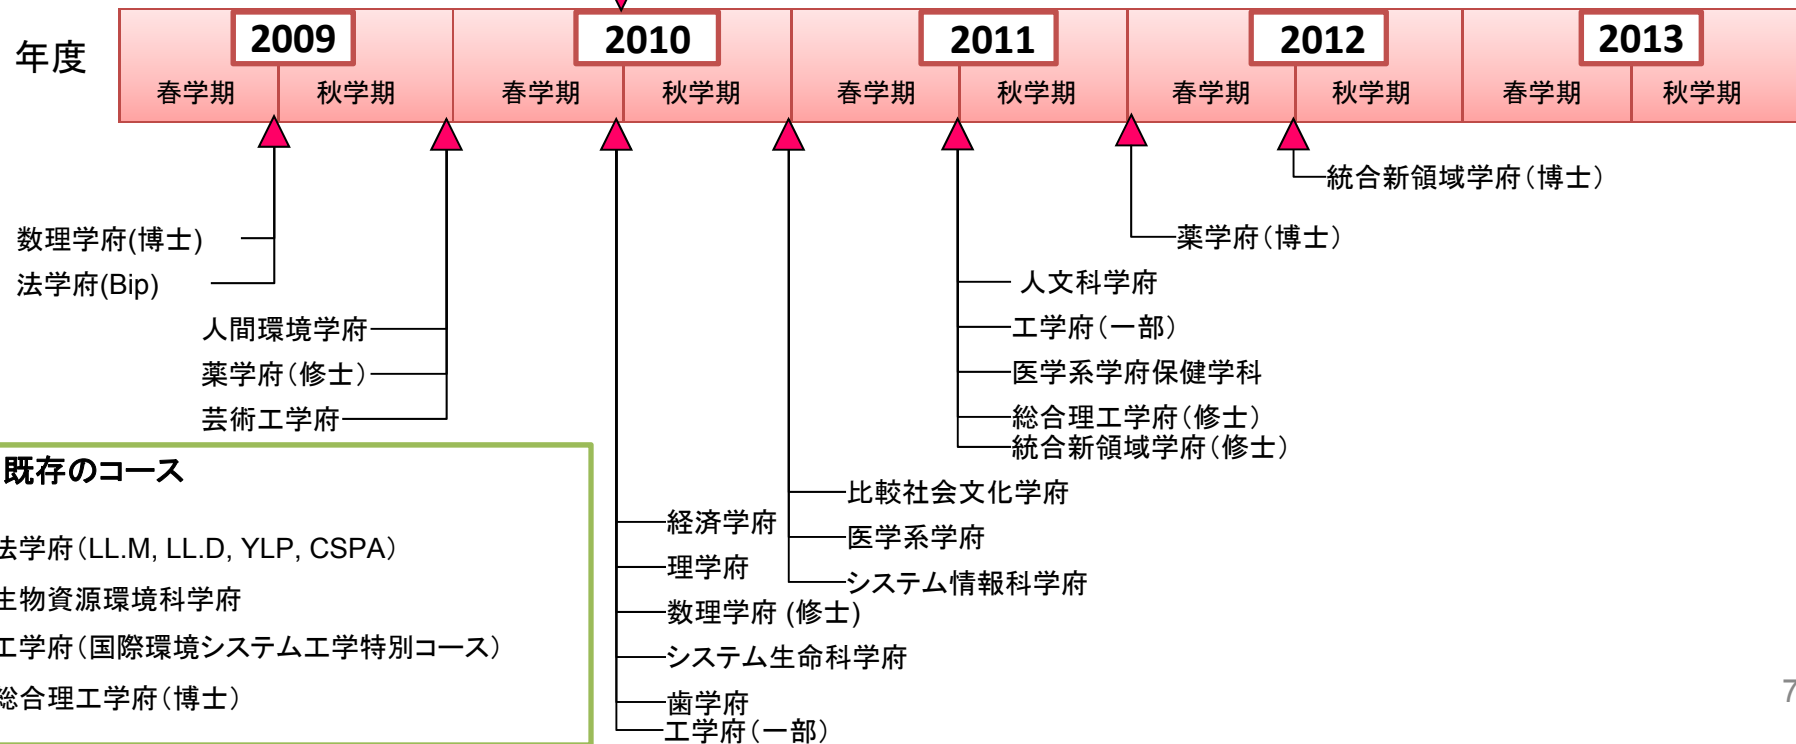 年度
2009 2010 2011 2012 2013
春学期 秋学期 春学期 秋学期 春学期 秋学期 春学期 秋学期 春学期 秋学期
統合新領域学府（博士）
数理学府(博士)
薬学府（博士）
法学府(Bip)
人文科学府
人間環境学府
工学府（一部）
薬学府（修士）
医学系学府保健学科
芸術工学府
総合理工学府（修士）
統合新領域学府（修士）
既存のコース
比較社会文化学府
経済学府
医学系学府
法学府（LL.M, LL.D, YLP, CSPA）
理学府
システム情報科学府
生物資源環境科学府
数理学府 (修士)
工学府（国際環境システム工学特別コース）
システム生命科学府
総合理工学府（博士）
歯学府
工学府（一部）
7